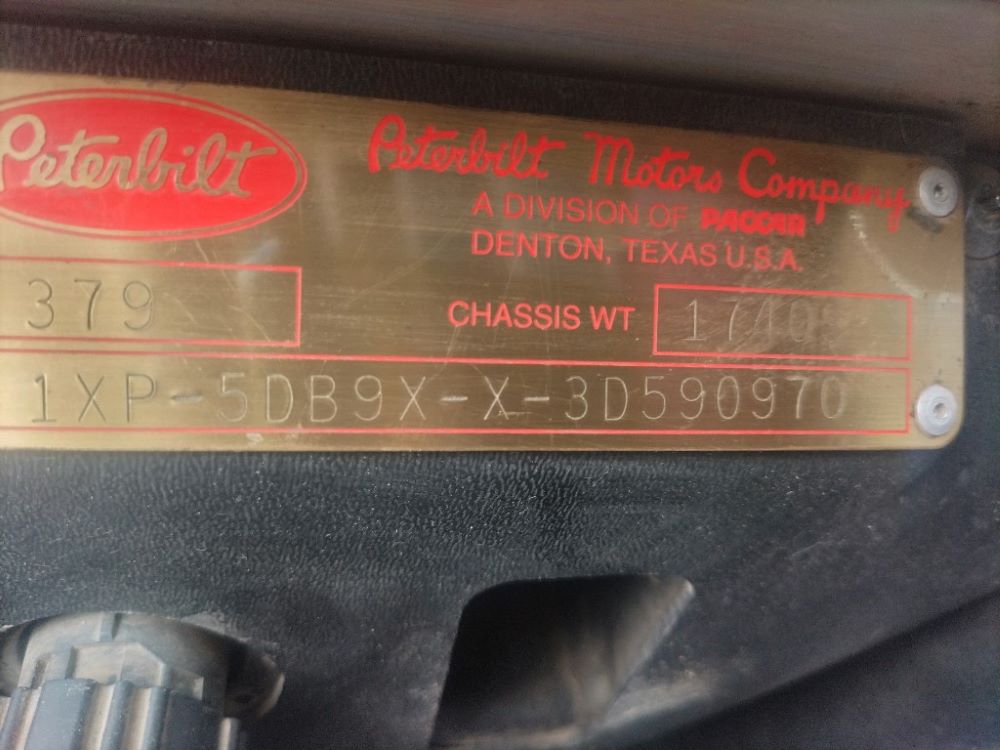 Peterbilt
Peterbilt Motors Company
A DIVISION OF PACCAR
DENTON, TEXAS U.S.A.
379
CHASSIS WT
1XP-5DB9X-X-3D590970